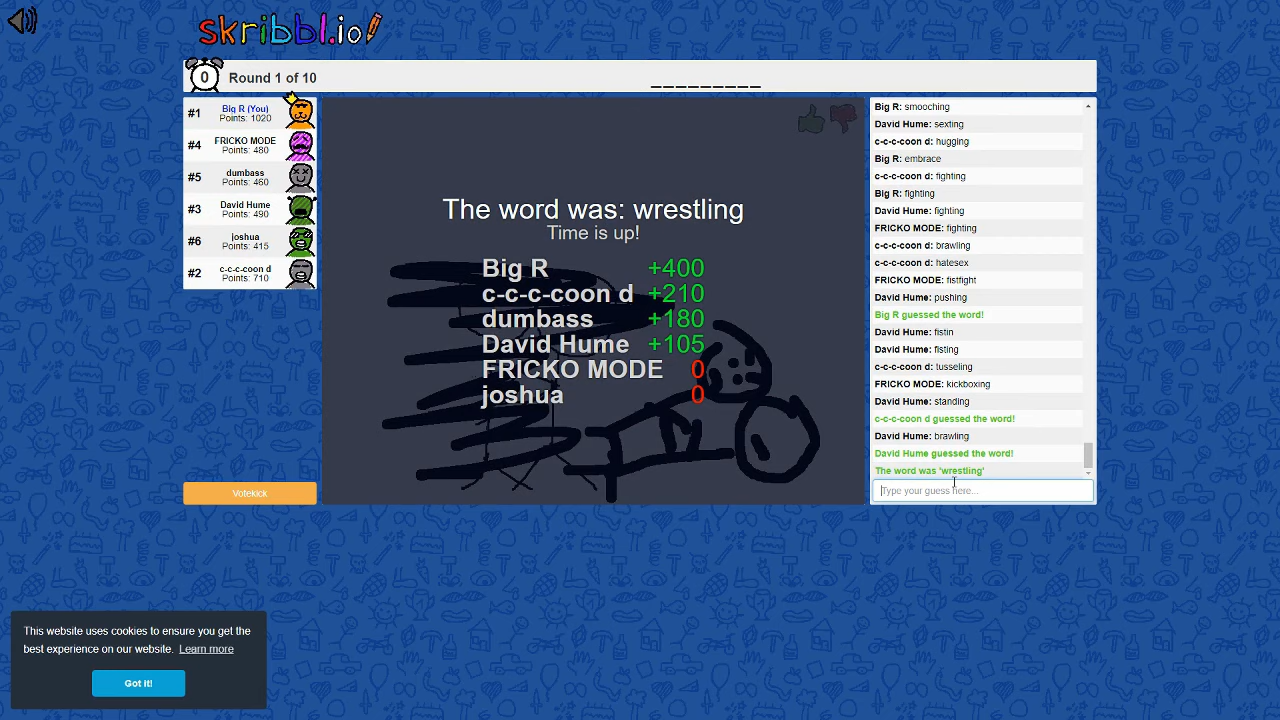 skribbl.io
0
Round 1 of 10
_________
#1
Big R (You)
Points: 1020
#4
FRICKO MODE
Points: 480
#5
dumbass
Points: 460
#3
David Hume
Points: 490
#6
joshua
Points: 415
#2
c-c-c-coon d
Points: 710
Votekick
The word was: wrestling
Time is up!
Big R +400
c-c-c-coon d +210
dumbass +180
David Hume +105
FRICKO MODE 0
joshua 0
Big R: smooching
David Hume: sexting
c-c-c-coon d: hugging
Big R: embrace
c-c-c-coon d: fighting
Big R: fighting
David Hume: fighting
FRICKO MODE: fighting
c-c-c-coon d: brawling
c-c-c-coon d: hatesex
FRICKO MODE: fistfight
David Hume: pushing
Big R guessed the word!
David Hume: fistin
David Hume: fisting
c-c-c-coon d: tusseling
FRICKO MODE: kickboxing
David Hume: standing
c-c-c-coon d guessed the word!
David Hume: brawling
David Hume guessed the word!
The word was 'wrestling'
Type your guess here...
This website uses cookies to ensure you get the
best experience on our website. Learn more
Got it!